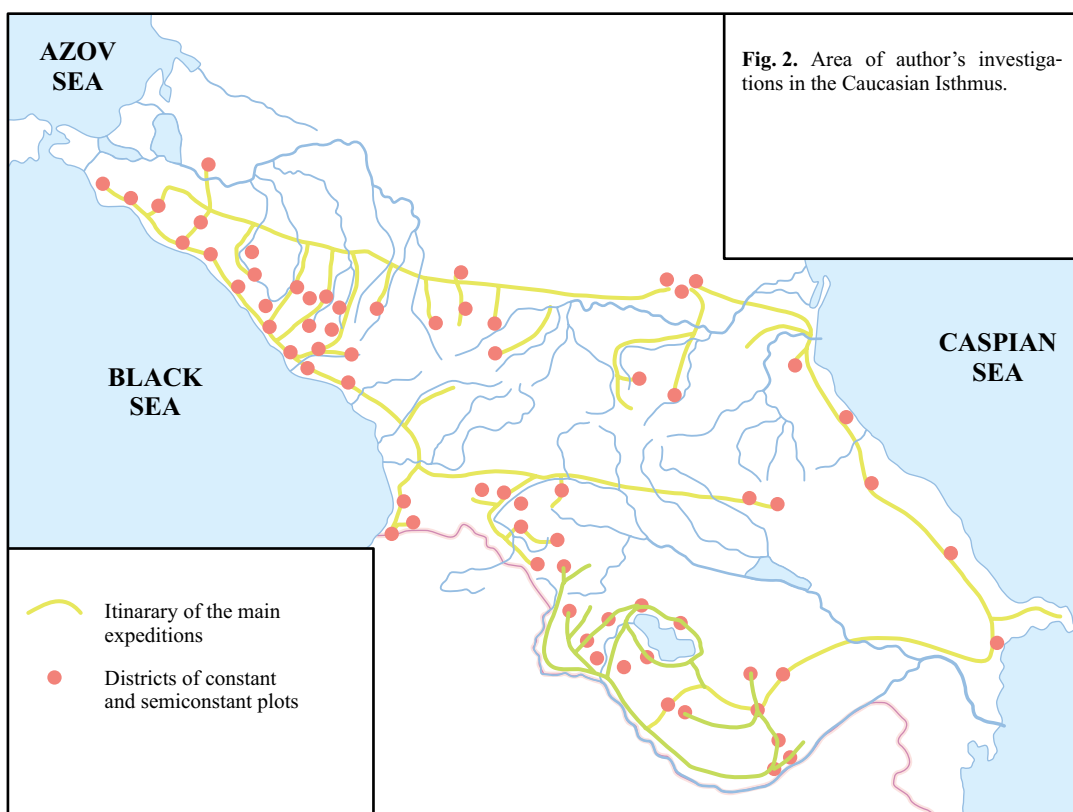 AZOV
SEA
Fig. 2. Area of author's investiga-
tions in the Caucasian Isthmus.
BLACK
SEA
CASPIAN
SEA
Itinarary of the main
expeditions
Districts of constant
and semiconstant plots